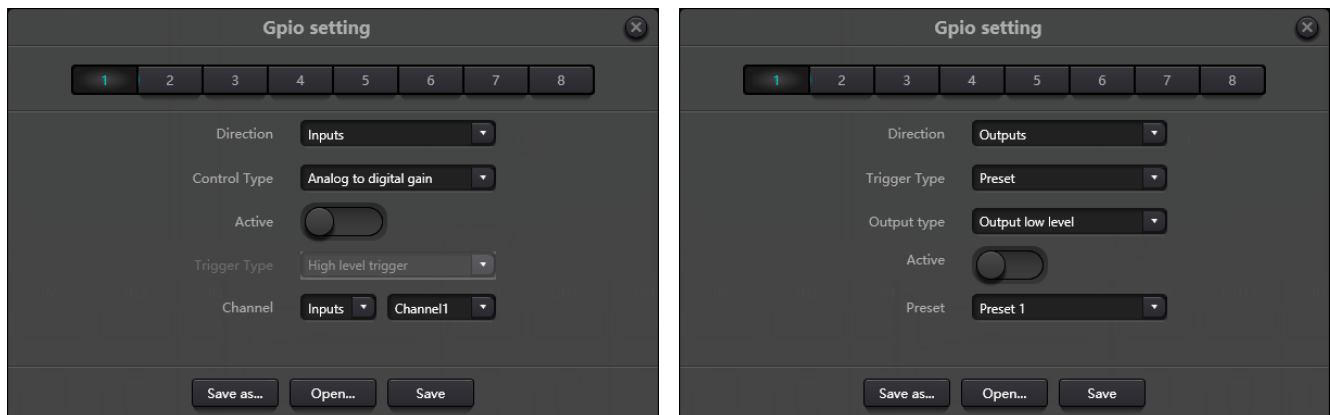 Gpio setting
1 2 3 4 5 6 7 8
Direction Inputs
Control Type Analog to digital gain
Active
Trigger Type High level trigger
Channel Inputs Channel1
Save as... Open... Save
Gpio setting
1 2 3 4 5 6 7 8
Direction Outputs
Trigger Type Preset
Output type Output low level
Active
Preset Preset 1
Save as... Open... Save